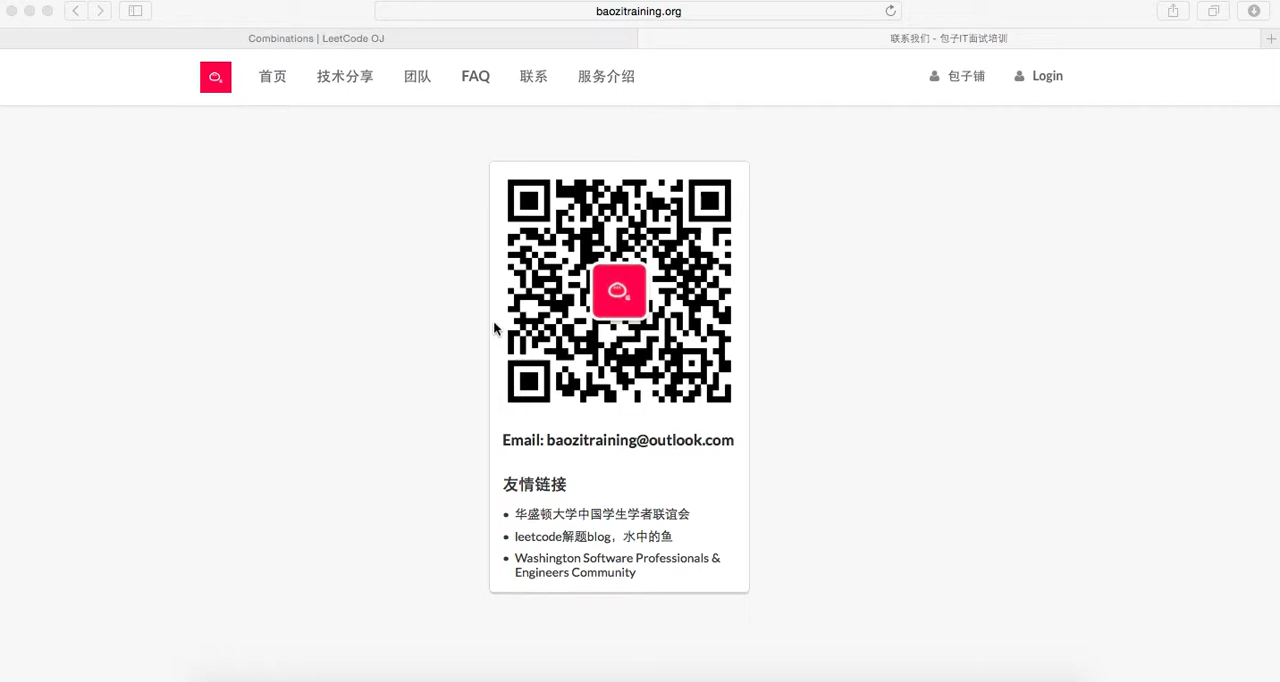 baozitraining.org
Combinations | LeetCode OJ
联系我们 - 包子IT面试培训
首页 技术分享 团队 FAQ 联系 服务介绍 包子铺 Login
Email: baozitraining@outlook.com
友情链接
华盛顿大学中国学生学者联谊会
leetcode解题blog，水中的鱼
Washington Software Professionals &
Engineers Community